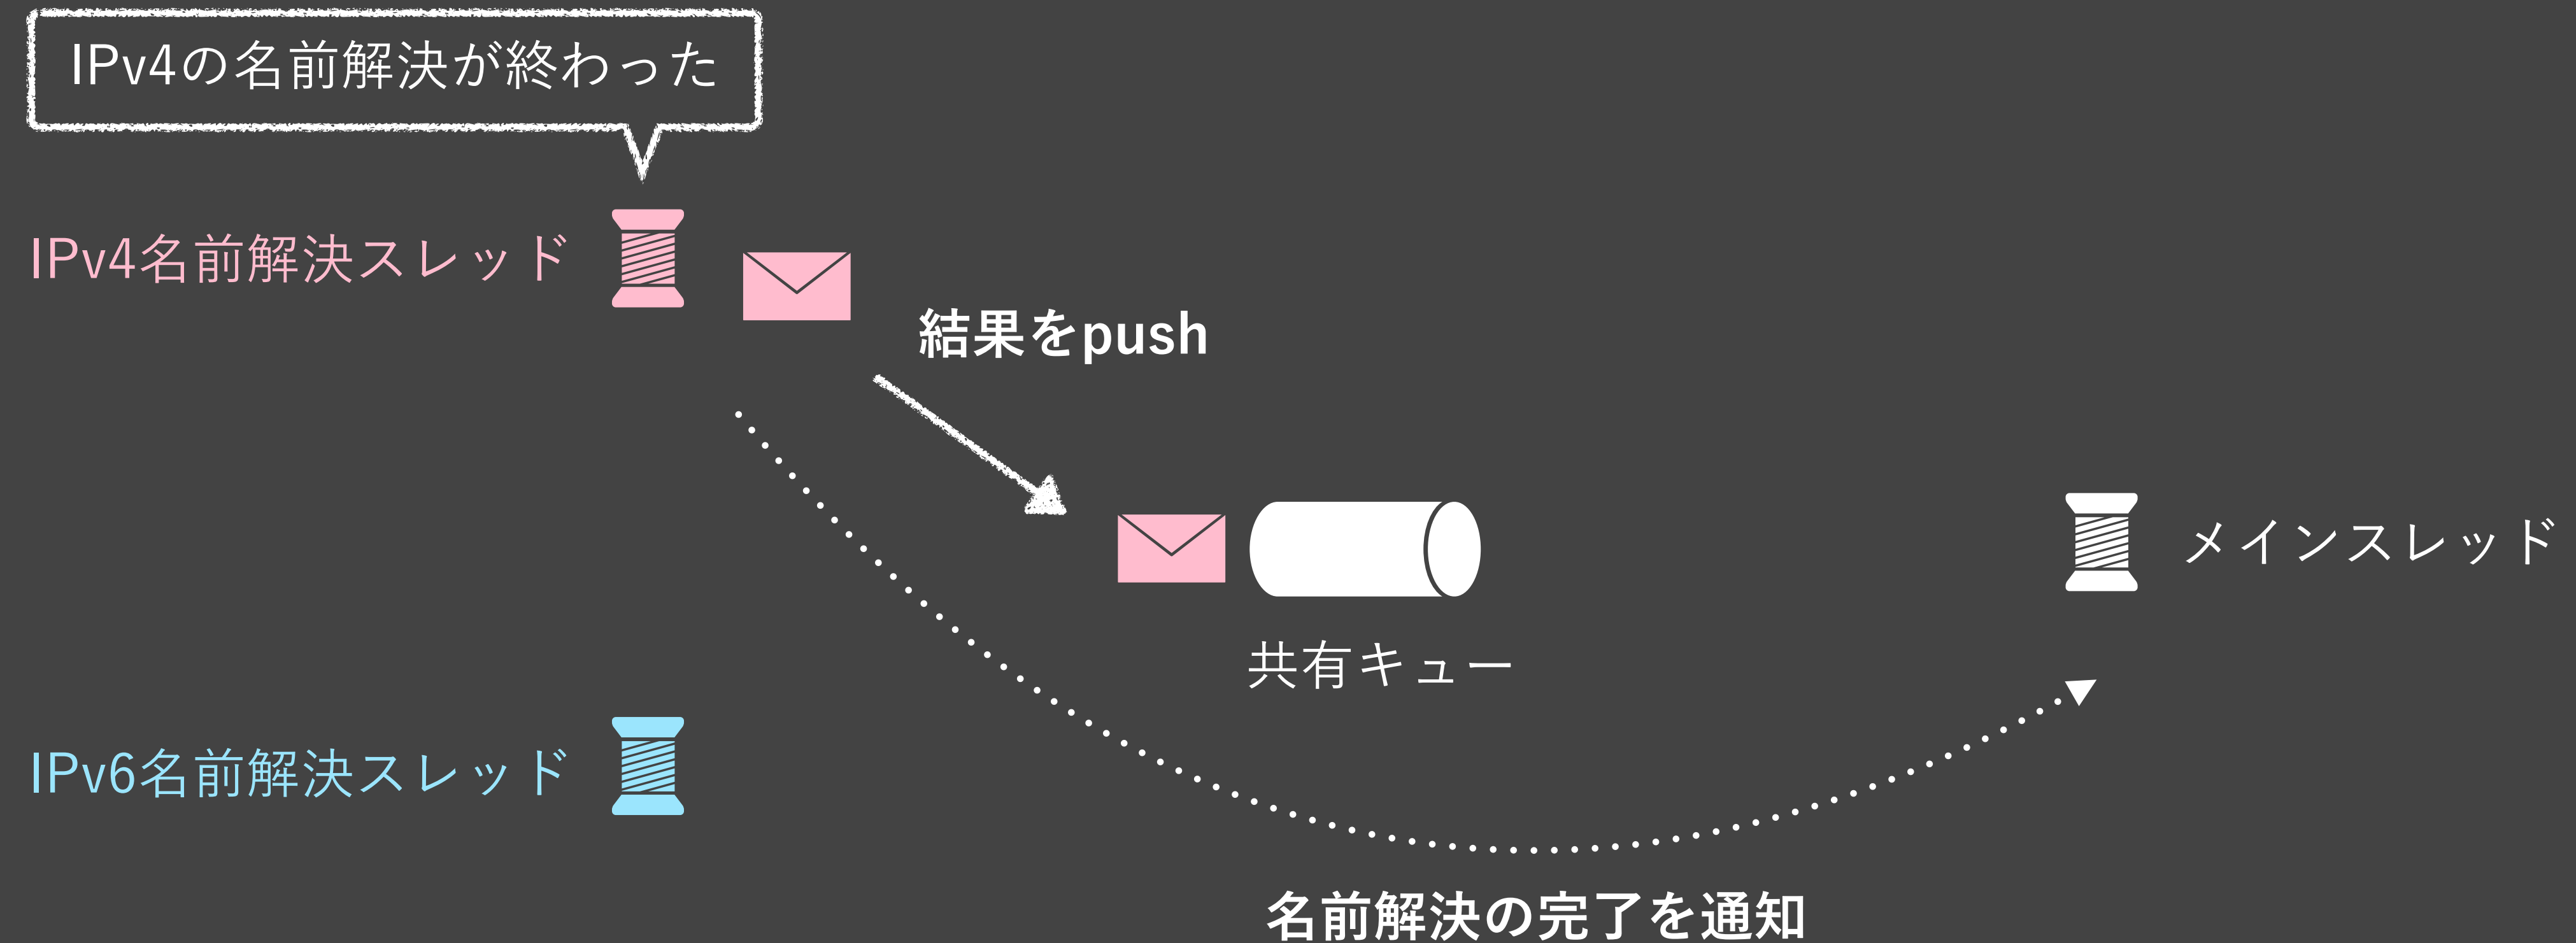 IPv4の名前解決が終わった
IPv4名前解決スレッド
結果をpush
メインスレッド
共有キュー
IPv6名前解決スレッド
名前解決の完了を通知